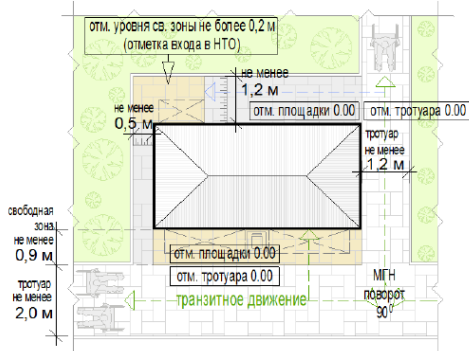 отм. уровня св. зоны не более 0,2 м
(отметка входа в НТО)
не менее
1,2 м
не менее
0,5 м
отм. площадки 0.00
отм. тротуара 0.00
тротуар
не менее
1,2 м
свободная
зона
не менее
0,9 м
отм. площадки 0.00
отм. тротуара 0.00
тротуар
не менее
2,0 м
транзитное движение
МГН
поворот
90°